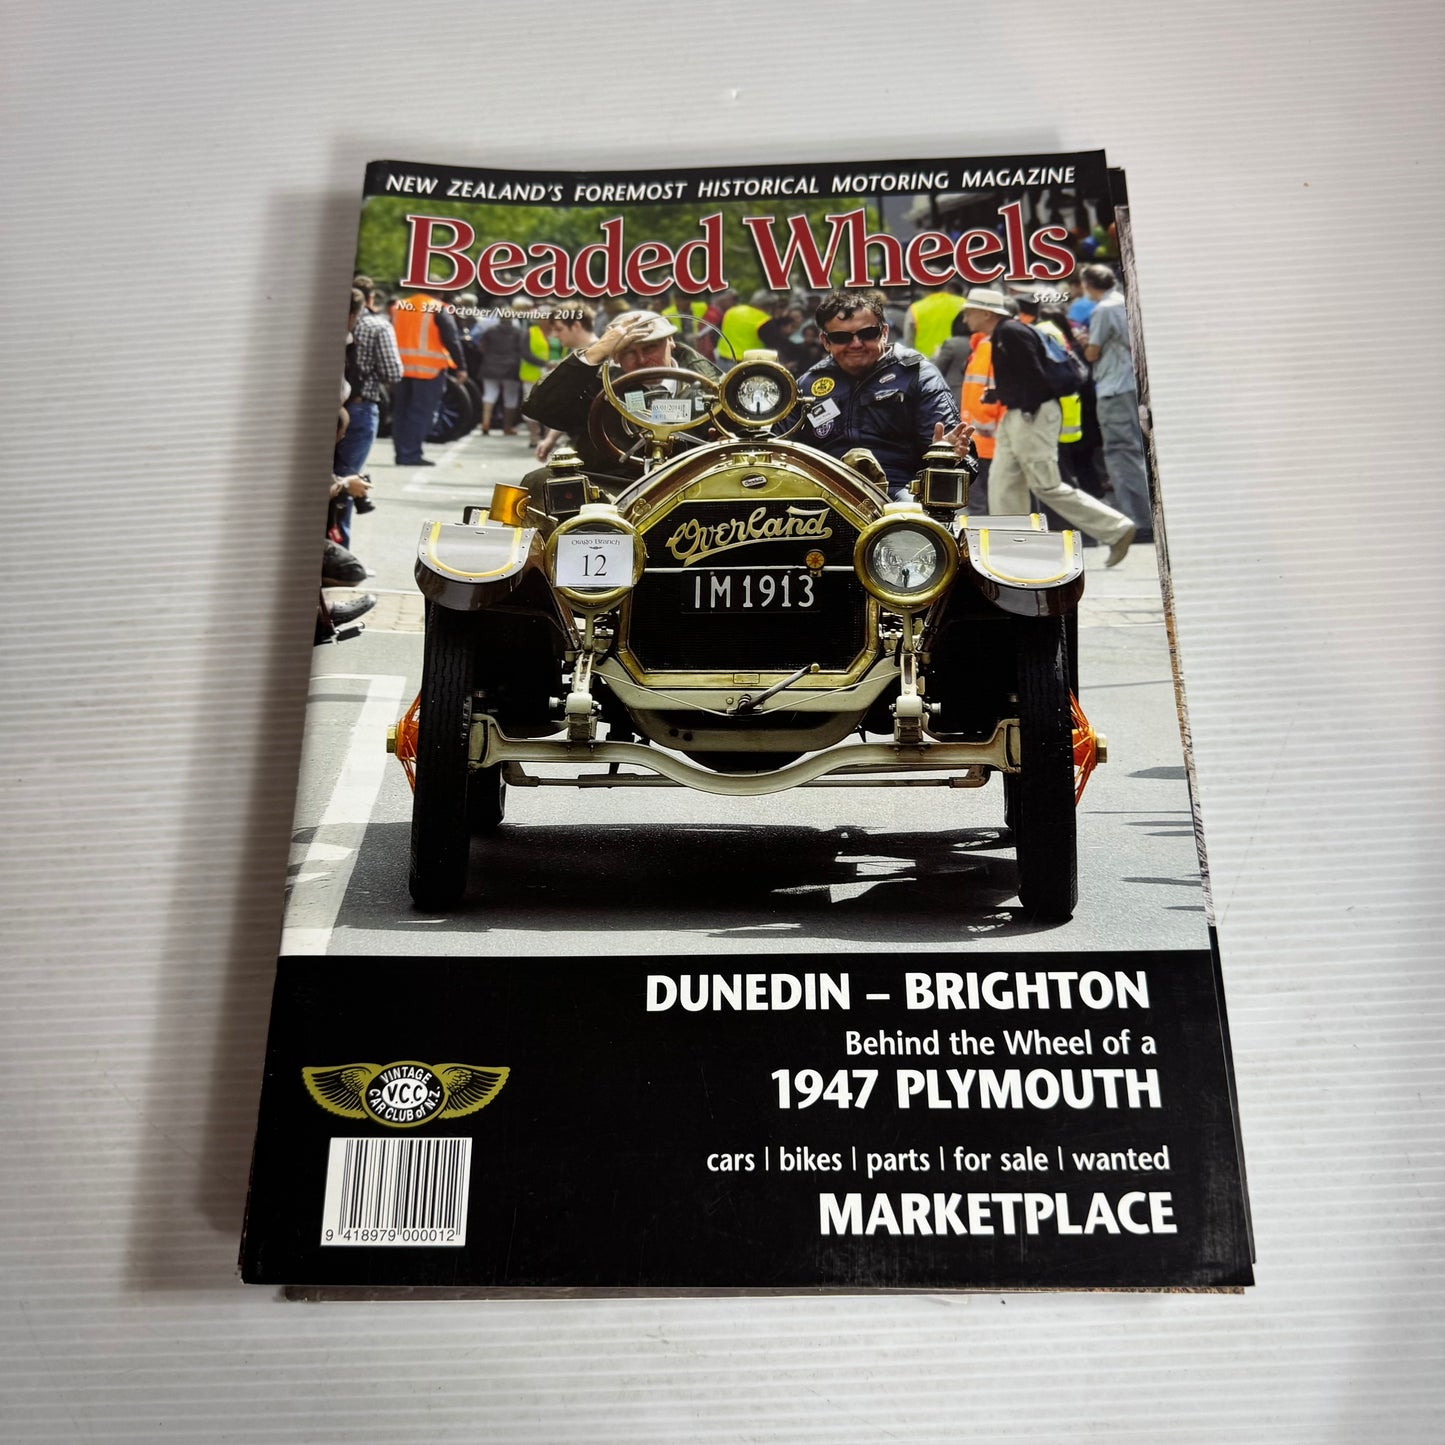 NEW ZEALAND'S FOREMOST HISTORICAL MOTORING MAGAZINE
Beaded Wheels
No. 324 October/November 2013
$6.95
Overland
Otago Branch
12
IM1913
DUNEDIN – BRIGHTON
Behind the Wheel of a
1947 PLYMOUTH
cars | bikes | parts | for sale | wanted
MARKETPLACE
VINTAGE
V.C.C
CAR CLUB of N.Z.
9 418979 000012